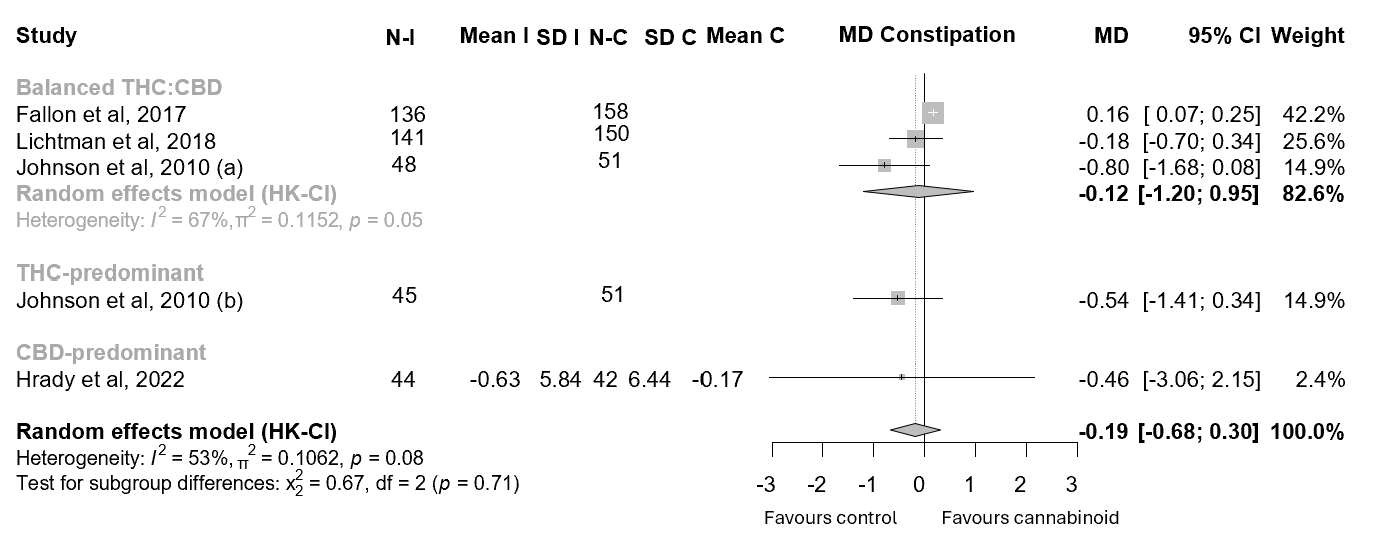 Study N-I Mean I SD I N-C SD C Mean C MD Constipation MD 95% CI Weight
Balanced THC:CBD
Fallon et al, 2017 136 158 0.16 [ 0.07; 0.25] 42.2%
Lichtman et al, 2018 141 150 -0.18 [-0.70; 0.34] 25.6%
Johnson et al, 2010 (a) 48 51 -0.80 [-1.68; 0.08] 14.9%
Random effects model (HK-CI) -0.12 [-1.20; 0.95] 82.6%
Heterogeneity: I² = 67%, π² = 0.1152, p = 0.05
THC-predominant
Johnson et al, 2010 (b) 45 51 -0.54 [-1.41; 0.34] 14.9%
CBD-predominant
Hrady et al, 2022 44 -0.63 5.84 42 6.44 -0.17 -0.46 [-3.06; 2.15] 2.4%
Random effects model (HK-CI) -0.19 [-0.68; 0.30] 100.0%
Heterogeneity: I² = 53%, π² = 0.1062, p = 0.08
Test for subgroup differences: x²₂ = 0.67, df = 2 (p = 0.71)
-3 -2 -1 0 1 2 3
Favours control Favours cannabinoid